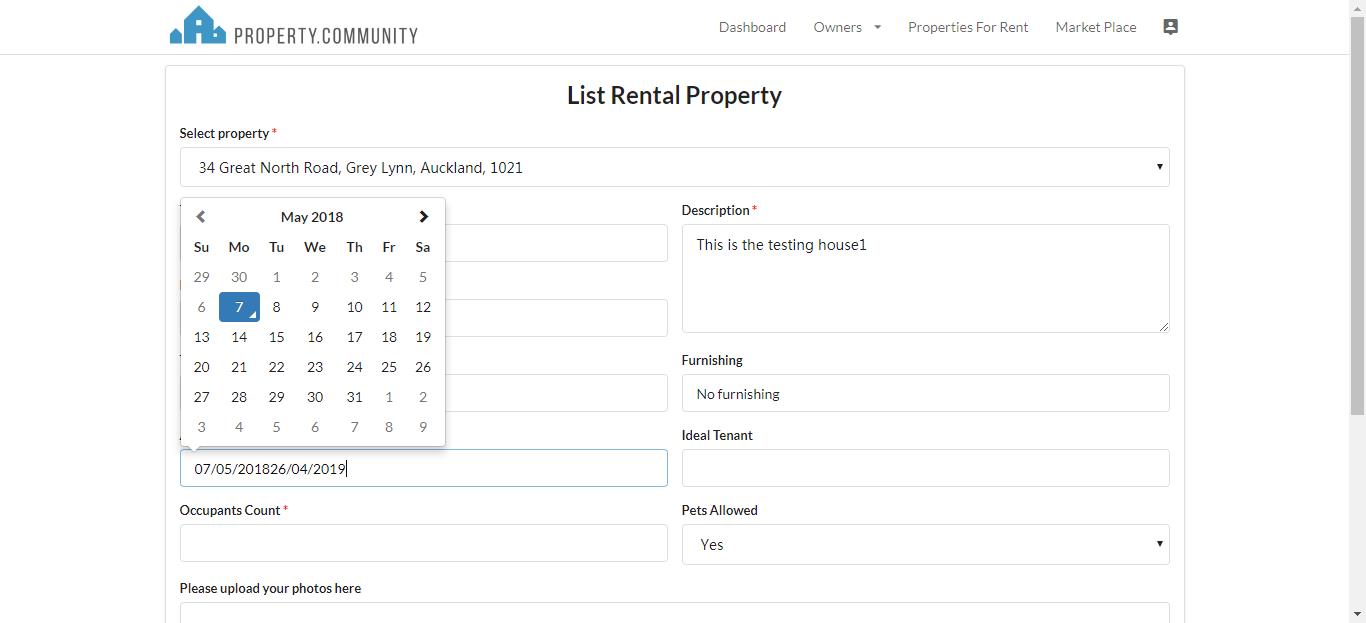 PROPERTY.COMMUNITY
Dashboard Owners Properties For Rent Market Place
List Rental Property
Select property *
34 Great North Road, Grey Lynn, Auckland, 1021
May 2018
Su Mo Tu We Th Fr Sa
29 30 1 2 3 4 5
6 7 8 9 10 11 12
13 14 15 16 17 18 19
20 21 22 23 24 25 26
27 28 29 30 31 1 2
3 4 5 6 7 8 9
07/05/201826/04/2019
Description *
This is the testing house1
Furnishing
No furnishing
Ideal Tenant
Occupants Count *
Pets Allowed
Yes
Please upload your photos here